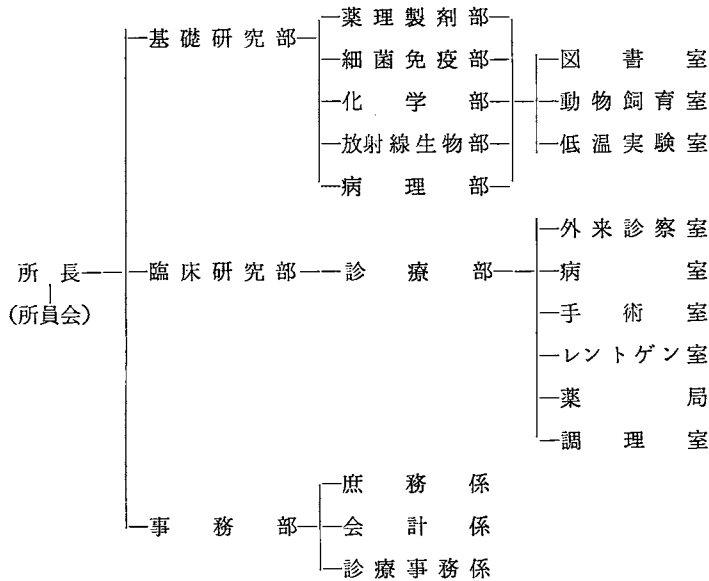 薬理製剤部
基礎研究部 細菌免疫部 図書室
化学部 動物飼育室
放射線生物部 低温実験室
病理部
外来診察室
所長 臨床研究部 診療部 病室
(所員会) 手術室
レントゲン室
薬局
調理室
庶務係
事務部 会計係
診療事務係